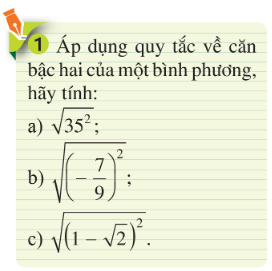 1 Áp dụng quy tắc về căn
bậc hai của một bình phương,
hãy tính:
a) √35²;
b) √(−7/9)²;
c) √(1 − √2)².